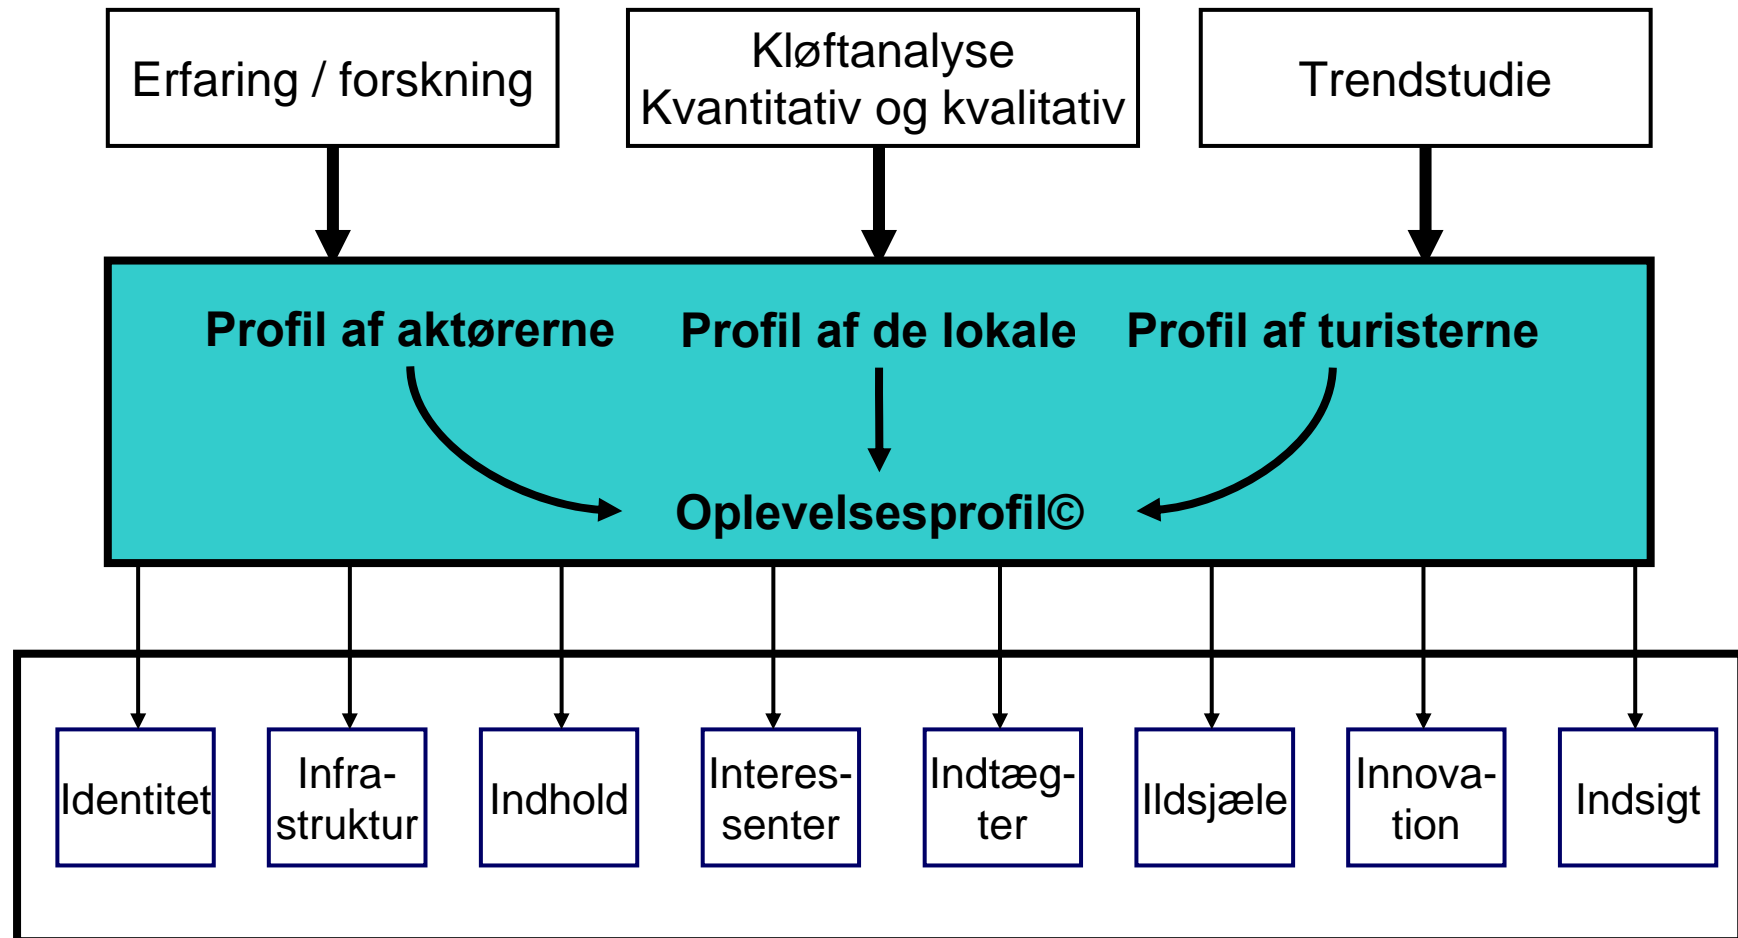 Erfaring / forskning
Kløftanalyse
Kvantitativ og kvalitativ
Trendstudie
Profil af aktørerne
Profil af de lokale
Profil af turisterne
Oplevelsesprofil©
Identitet
Infra-
struktur
Indhold
Interes-
senter
Indtæg-
ter
Ildsjæle
Innova-
tion
Indsigt